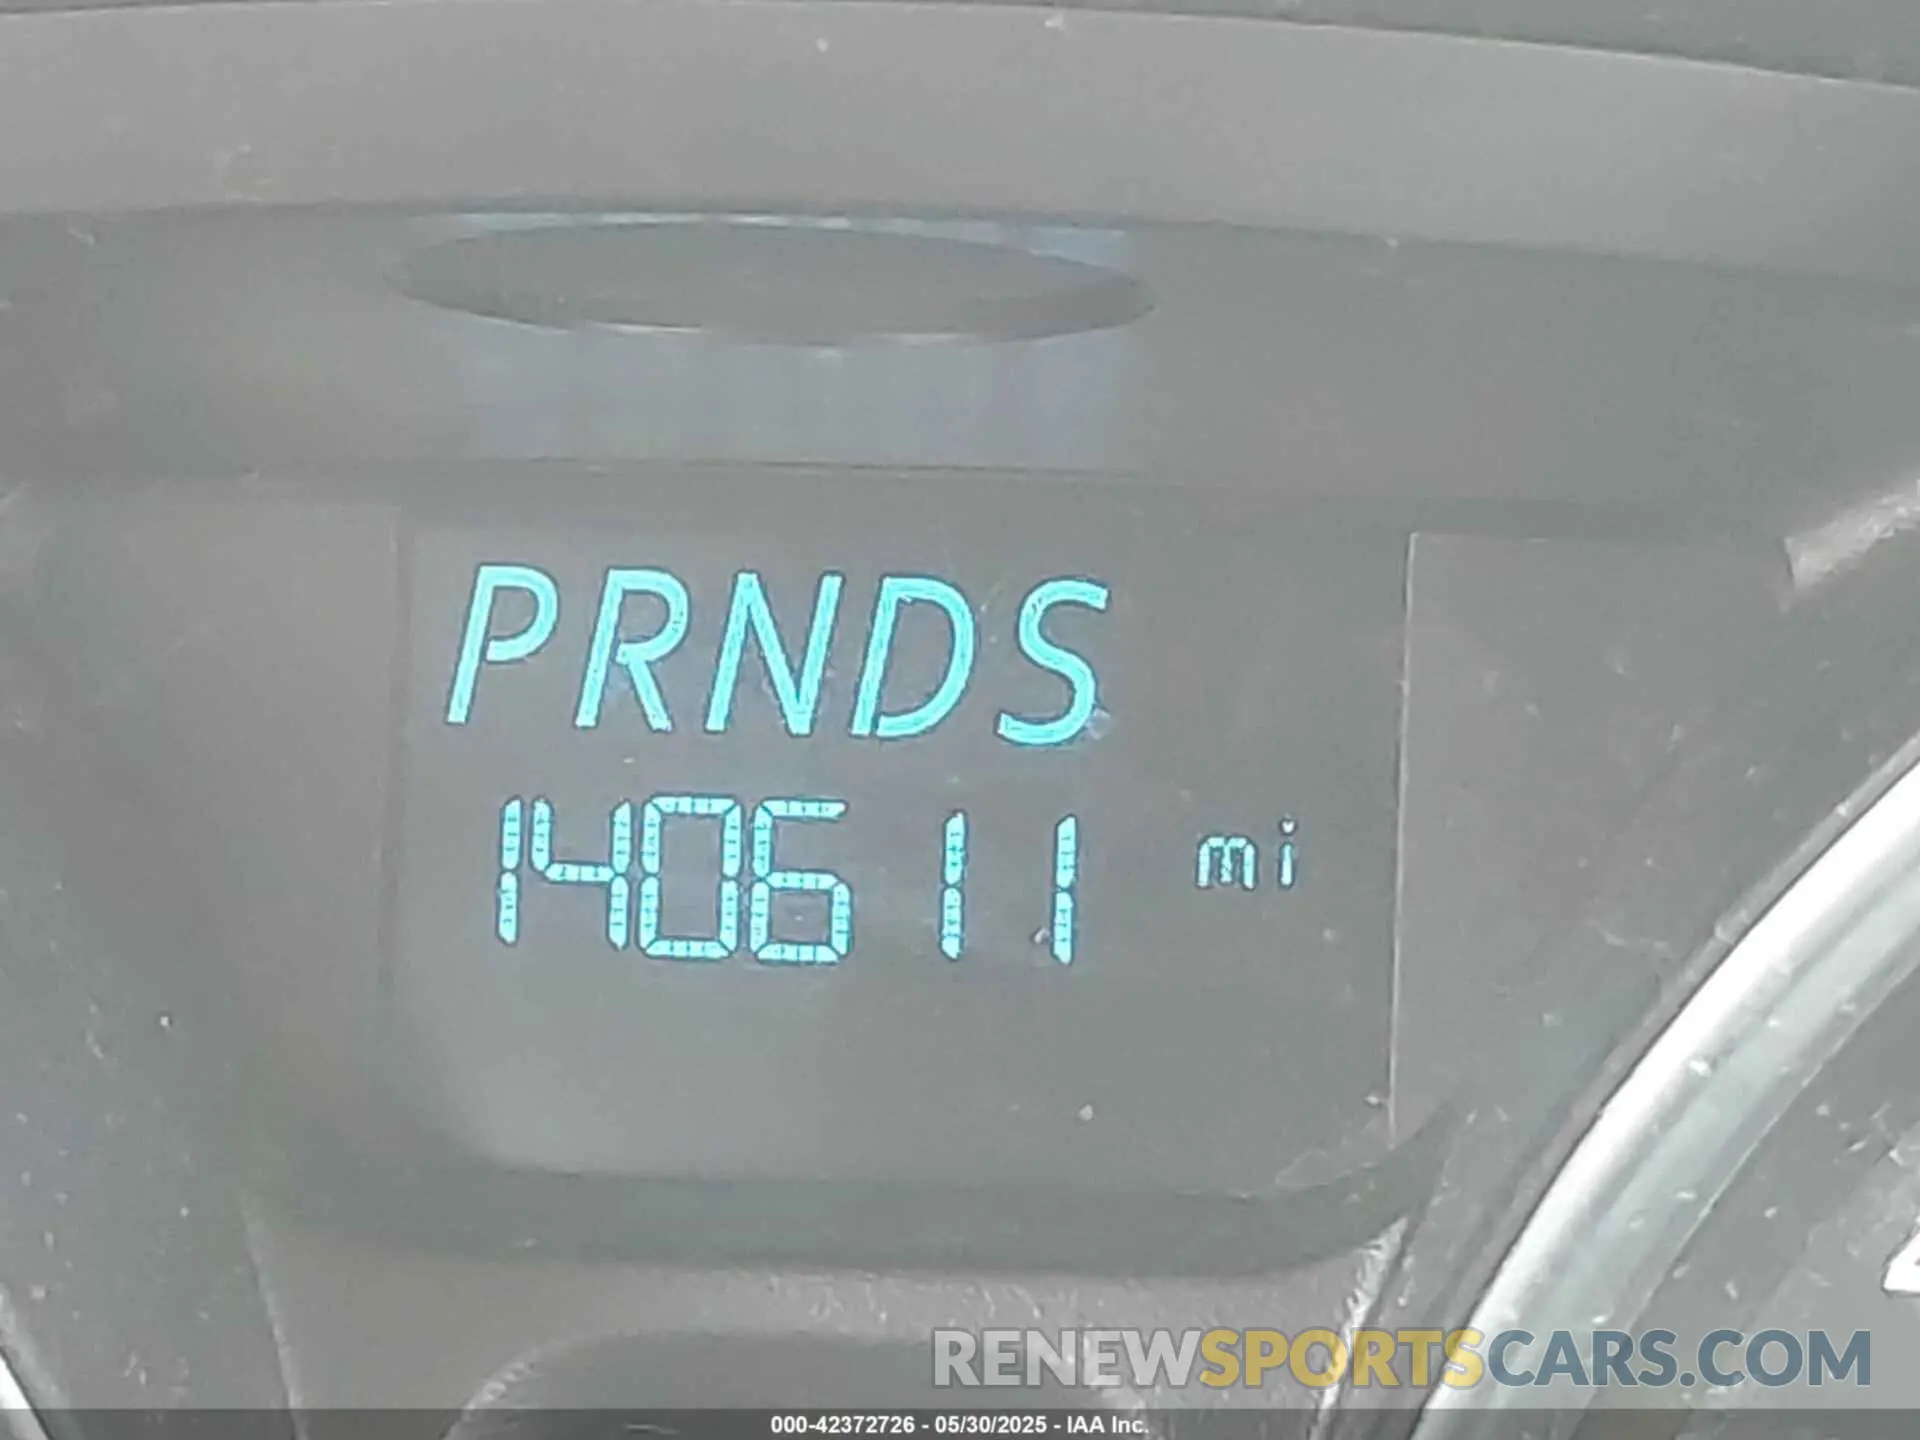 PRNDS
140611 mi
RENEWSPORTSCARS.COM
000-42372726 - 05/30/2025 - IAA Inc.